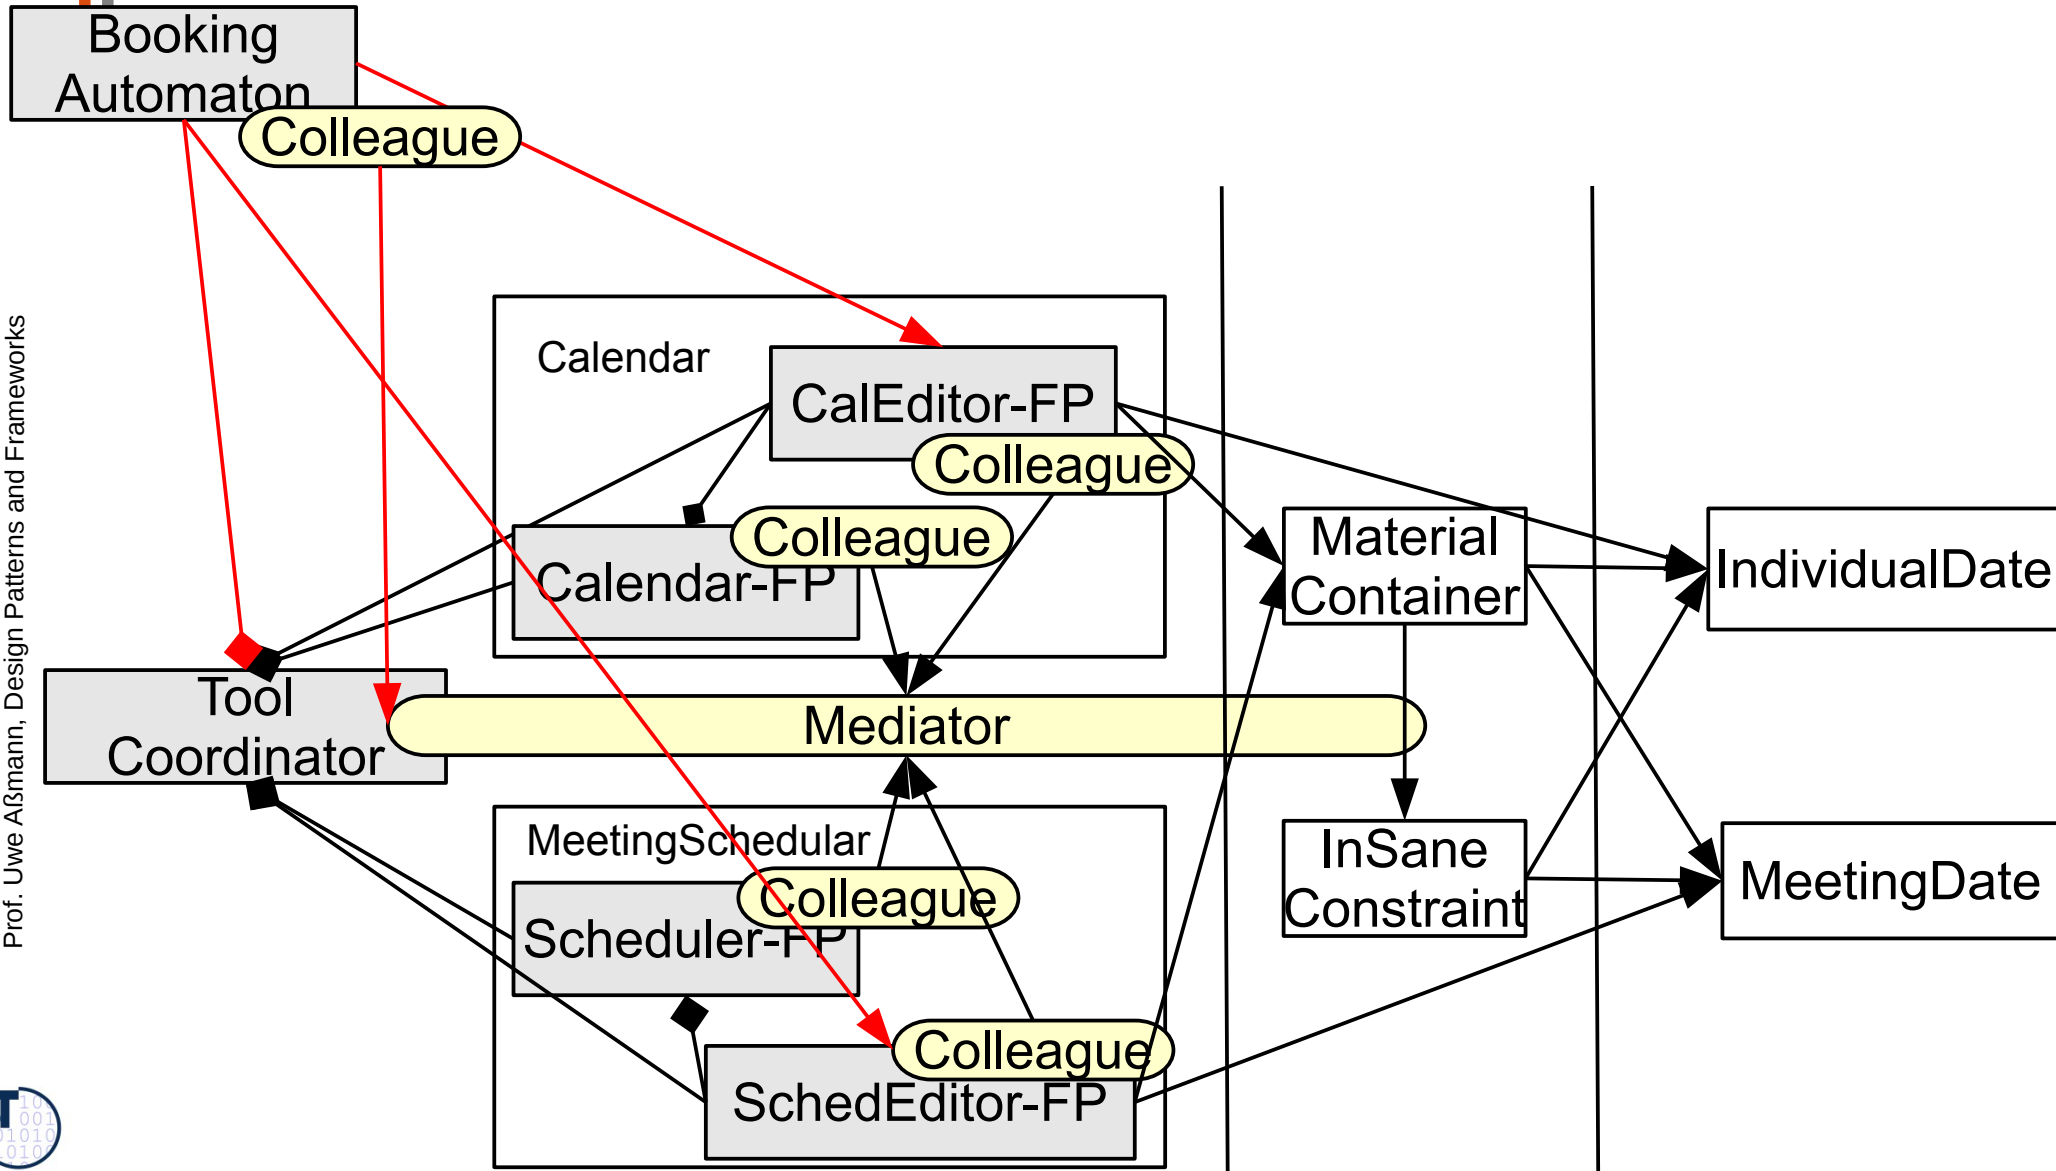 Booking
Automaton
Colleague
Calendar
CalEditor-FP
Colleague
Colleague
Calendar-FP
Material
Container
IndividualDate
Tool
Coordinator
Mediator
MeetingSchedular
Colleague
Scheduler-FP
InSane
Constraint
MeetingDate
Colleague
SchedEditor-FP
Prof. Uwe Aßmann, Design Patterns and Frameworks